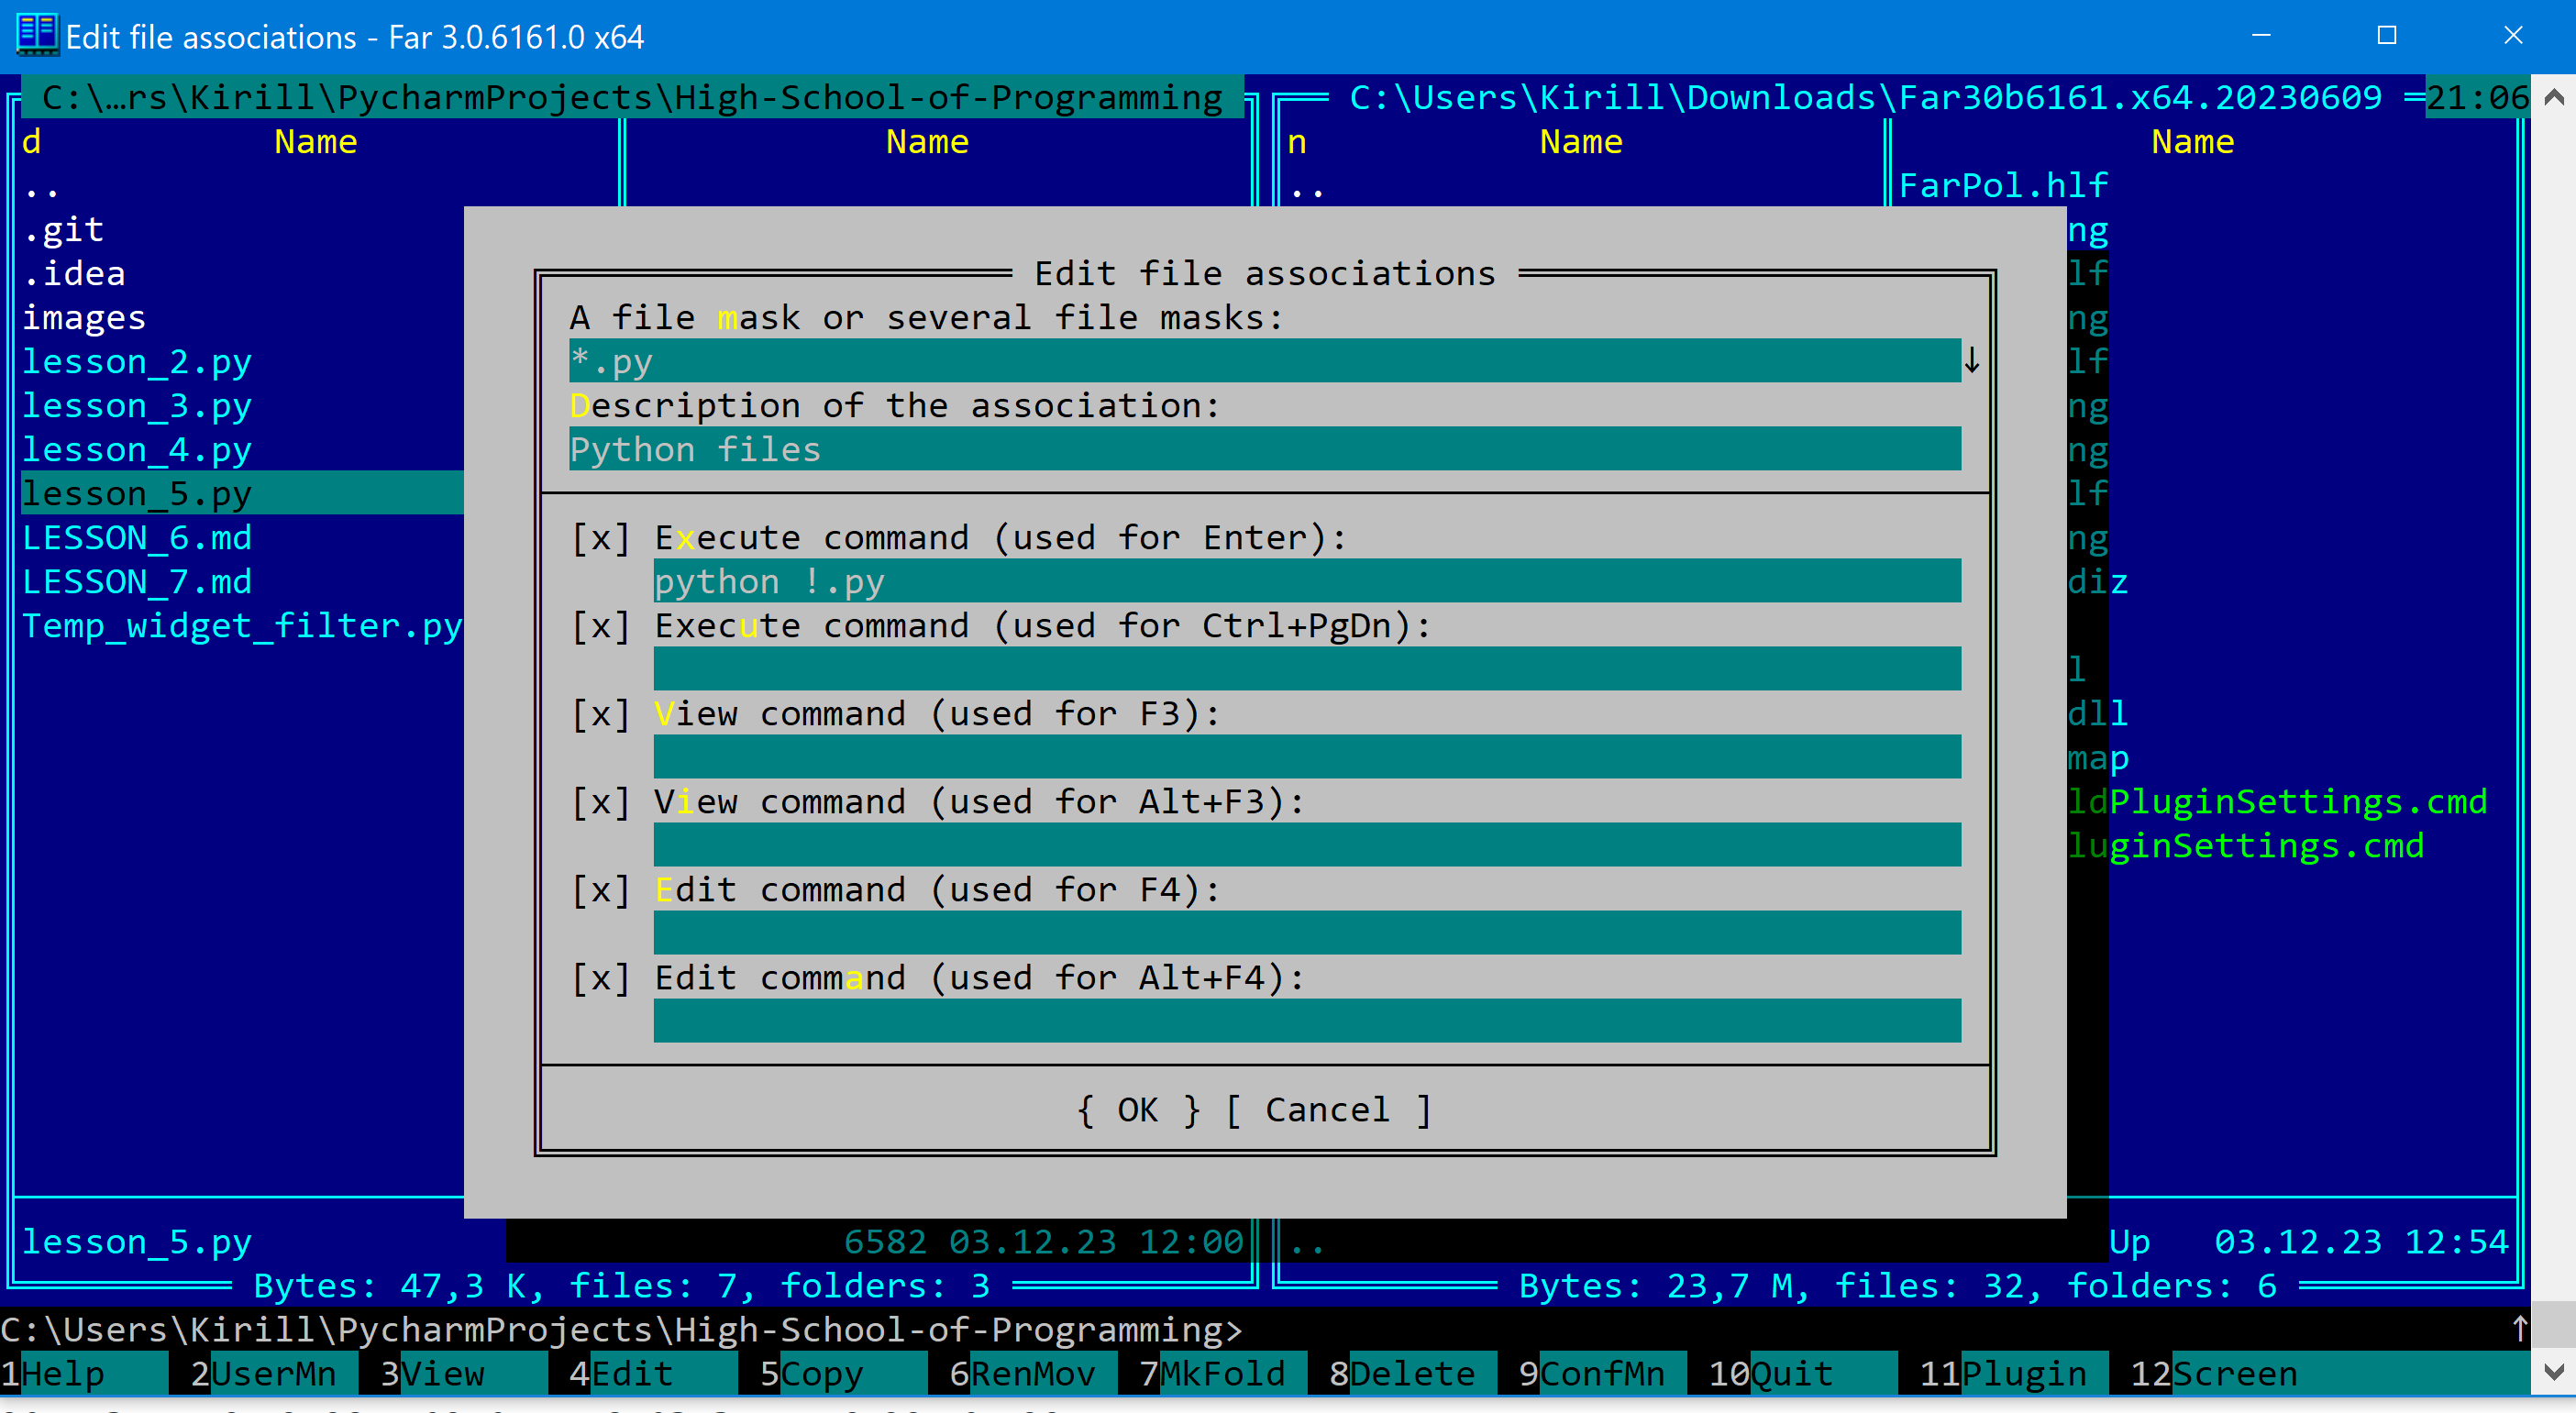 Edit file associations - Far 3.0.6161.0 x64
C:\…rs\Kirill\PycharmProjects\High-School-of-Programming
C:\Users\Kirill\Downloads\Far30b6161.x64.20230609
21:06
d Name Name
n Name Name
..
.git
.idea
images
lesson_2.py
lesson_3.py
lesson_4.py
lesson_5.py
LESSON_6.md
LESSON_7.md
Temp_widget_filter.py
..
FarPol.hlf
ng
lf
ng
lf
ng
ng
lf
ng
diz
l
dll
map
ldPluginSettings.cmd
luginSettings.cmd
Edit file associations
A file mask or several file masks:
*.py ↓
Description of the association:
Python files
[x] Execute command (used for Enter):
python !.py
[x] Execute command (used for Ctrl+PgDn):
[x] View command (used for F3):
[x] View command (used for Alt+F3):
[x] Edit command (used for F4):
[x] Edit command (used for Alt+F4):
{ OK } [ Cancel ]
lesson_5.py 6582 03.12.23 12:00
.. Up 03.12.23 12:54
Bytes: 47,3 K, files: 7, folders: 3
Bytes: 23,7 M, files: 32, folders: 6
C:\Users\Kirill\PycharmProjects\High-School-of-Programming> ↑
1Help 2UserMn 3View 4Edit 5Copy 6RenMov 7MkFold 8Delete 9ConfMn 10Quit 11Plugin 12Screen